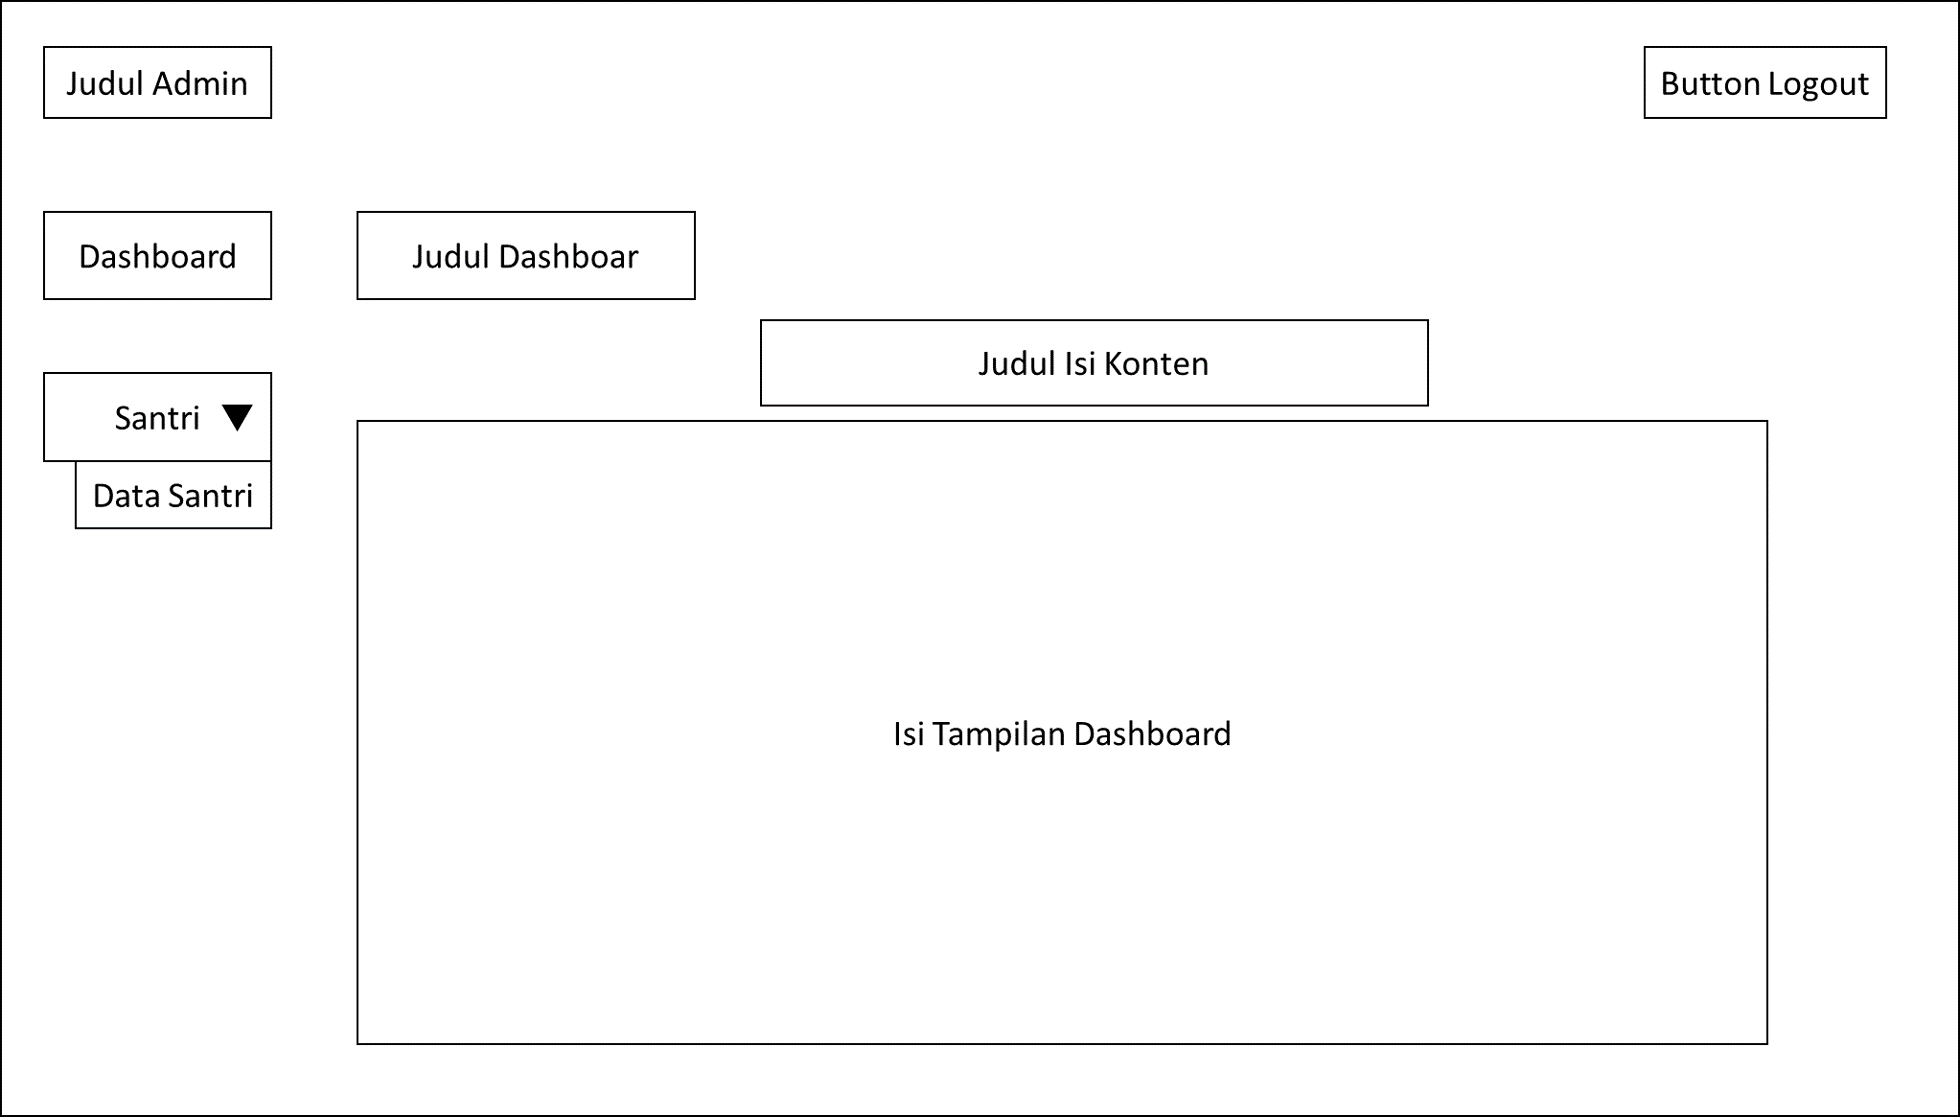 Judul Admin
Button Logout
Dashboard
Judul Dashboar
Judul Isi Konten
Santri
Data Santri
Isi Tampilan Dashboard